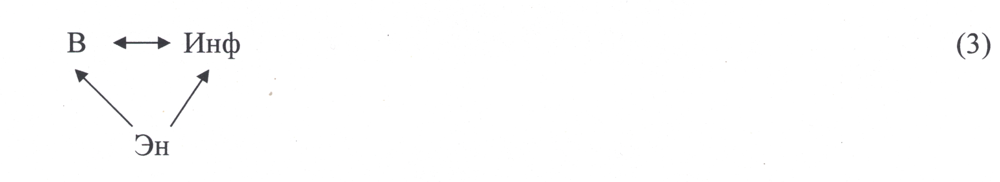 В ⟷ Инф (3)
Эн